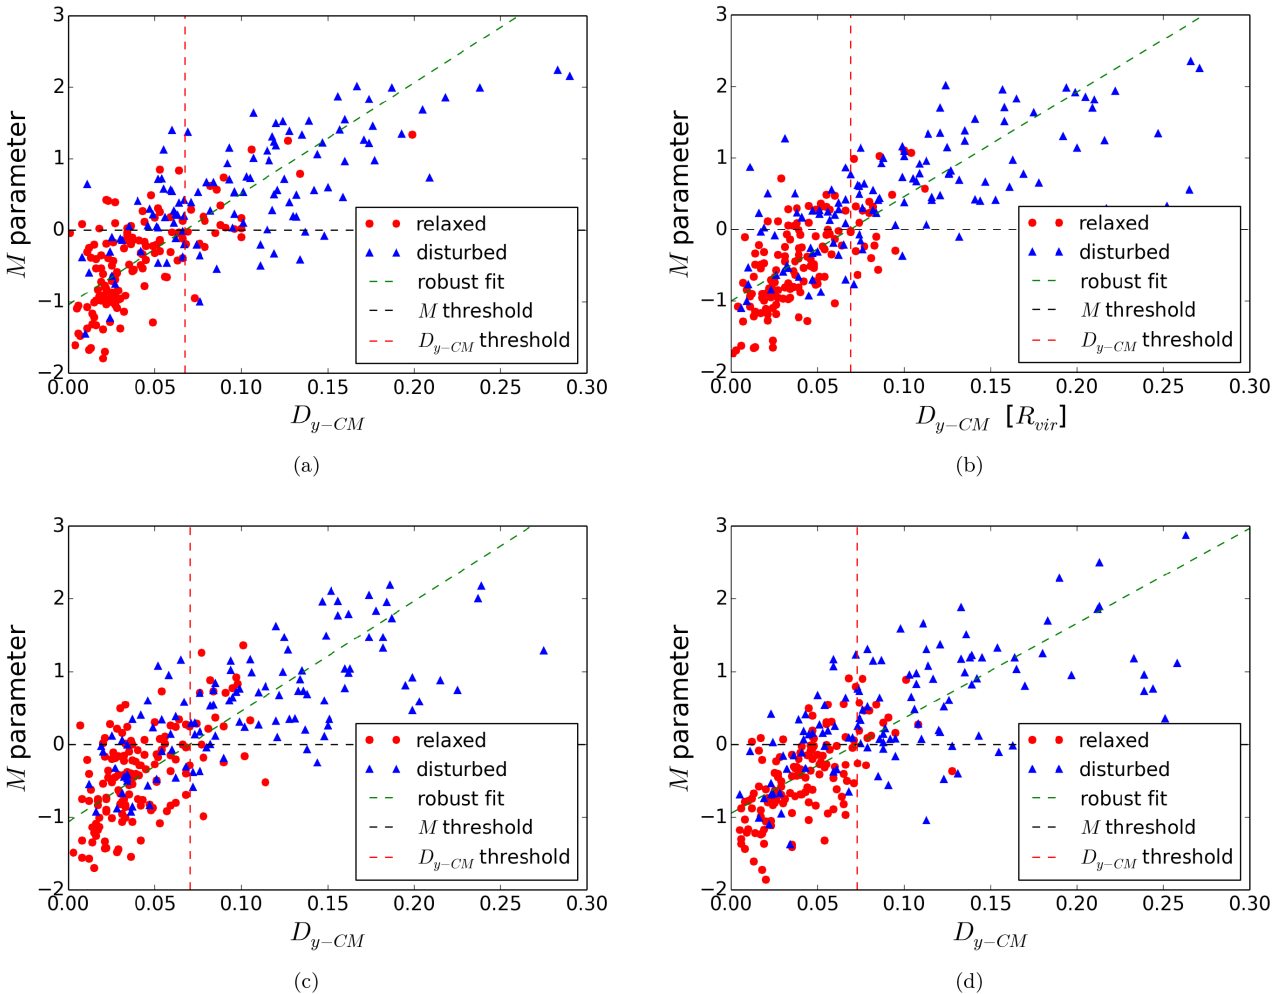 3
2
1
0
−1
−2
M parameter
0.00 0.05 0.10 0.15 0.20 0.25 0.30
D_{y−CM}
relaxed
disturbed
robust fit
M threshold
D_{y−CM} threshold
(a)
3
2
1
0
−1
−2
M parameter
0.00 0.05 0.10 0.15 0.20 0.25 0.30
D_{y−CM} [R_{vir}]
relaxed
disturbed
robust fit
M threshold
D_{y−CM} threshold
(b)
3
2
1
0
−1
−2
M parameter
0.00 0.05 0.10 0.15 0.20 0.25 0.30
D_{y−CM}
relaxed
disturbed
robust fit
M threshold
D_{y−CM} threshold
(c)
3
2
1
0
−1
−2
M parameter
0.00 0.05 0.10 0.15 0.20 0.25 0.30
D_{y−CM}
relaxed
disturbed
robust fit
M threshold
D_{y−CM} threshold
(d)